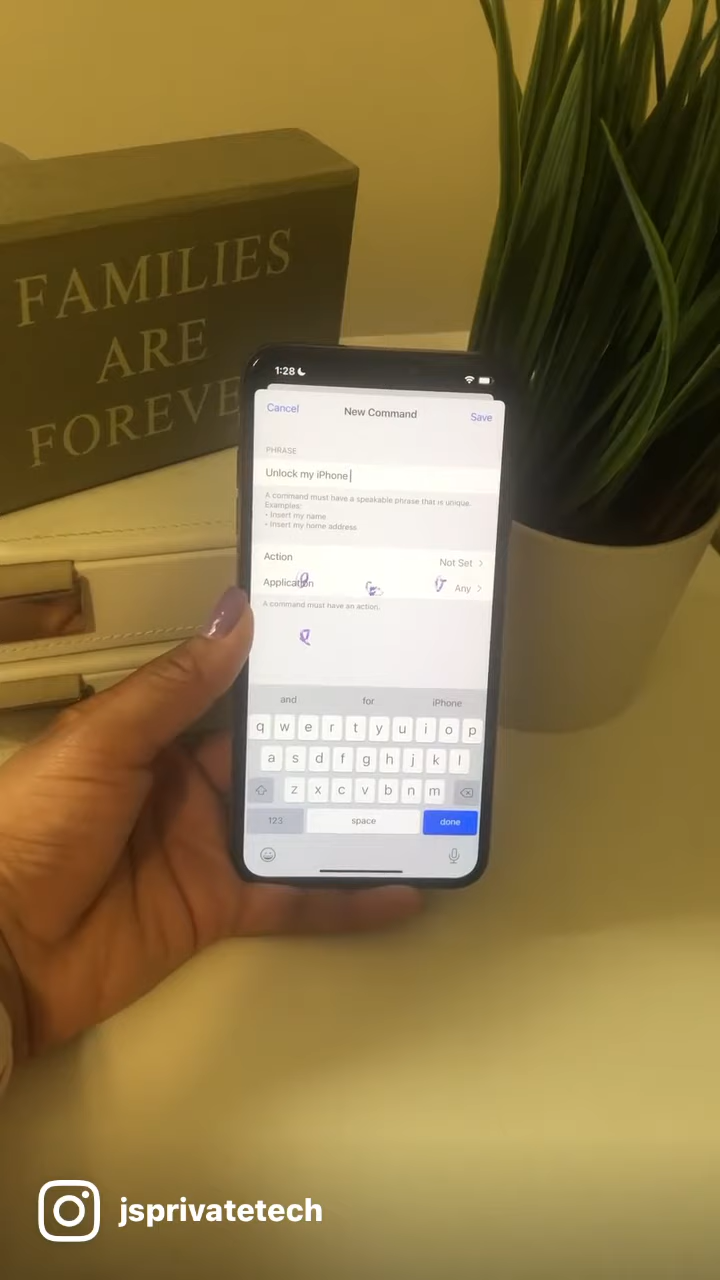 FAMILIES
ARE
FOREVE
1:28
Cancel
New Command
Save
PHRASE
Unlock my iPhone
A command must have a speakable phrase that is unique.
Examples:
• Insert my name
• Insert my home address
Action
Not Set
Application
Any
A command must have an action.
and
for
iPhone
q w e r t y u i o p
a s d f g h j k l
z x c v b n m
123
space
done
jsprivatetech